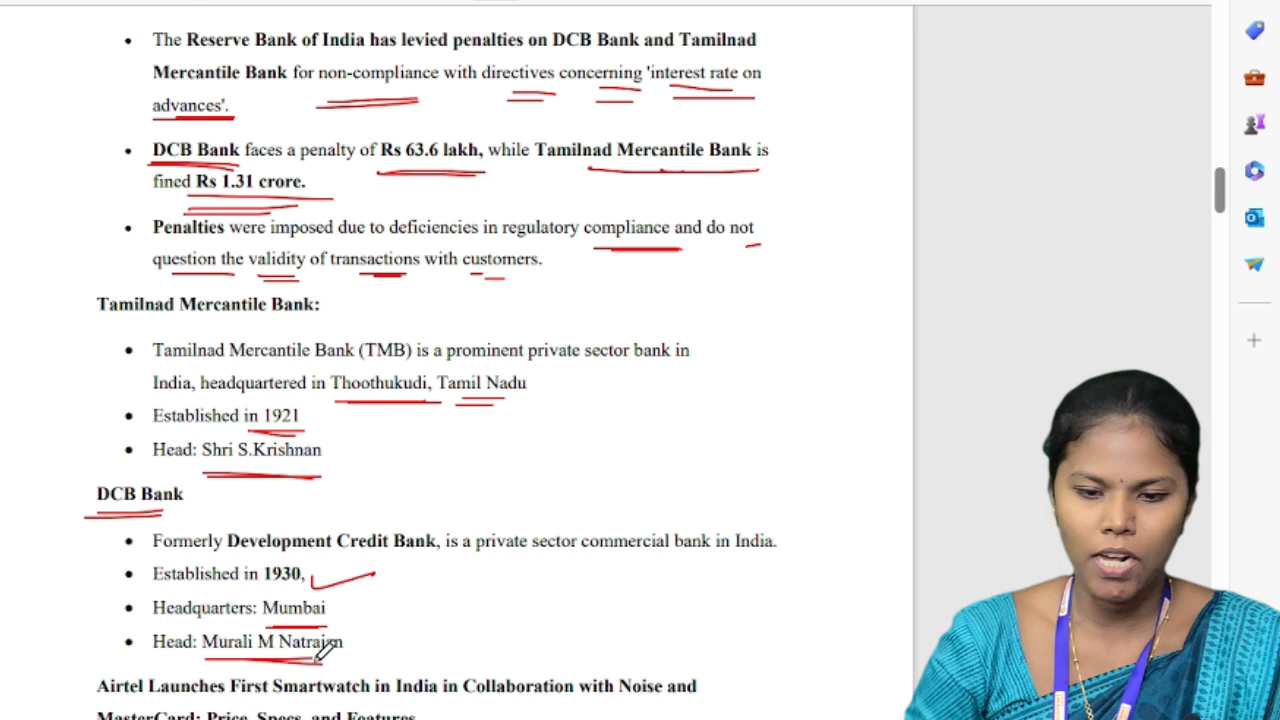 The Reserve Bank of India has levied penalties on DCB Bank and Tamilnad
Mercantile Bank for non-compliance with directives concerning 'interest rate on
advances'.
DCB Bank faces a penalty of Rs 63.6 lakh, while Tamilnad Mercantile Bank is
fined Rs 1.31 crore.
Penalties were imposed due to deficiencies in regulatory compliance and do not
question the validity of transactions with customers.
Tamilnad Mercantile Bank:
Tamilnad Mercantile Bank (TMB) is a prominent private sector bank in
India, headquartered in Thoothukudi, Tamil Nadu
Established in 1921
Head: Shri S.Krishnan
DCB Bank
Formerly Development Credit Bank, is a private sector commercial bank in India.
Established in 1930,
Headquarters: Mumbai
Head: Murali M Natrajan
Airtel Launches First Smartwatch in India in Collaboration with Noise and
MasterCard: Price, Specs, and Features